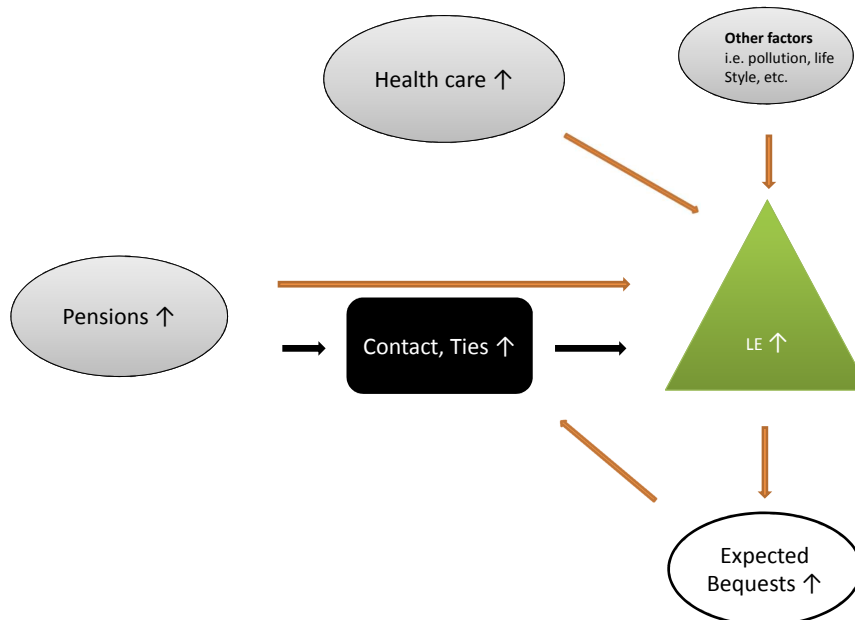 Other factors
i.e. pollution, life
Style, etc.
Health care ↑
Pensions ↑
Contact, Ties ↑
LE ↑
Expected
Bequests ↑